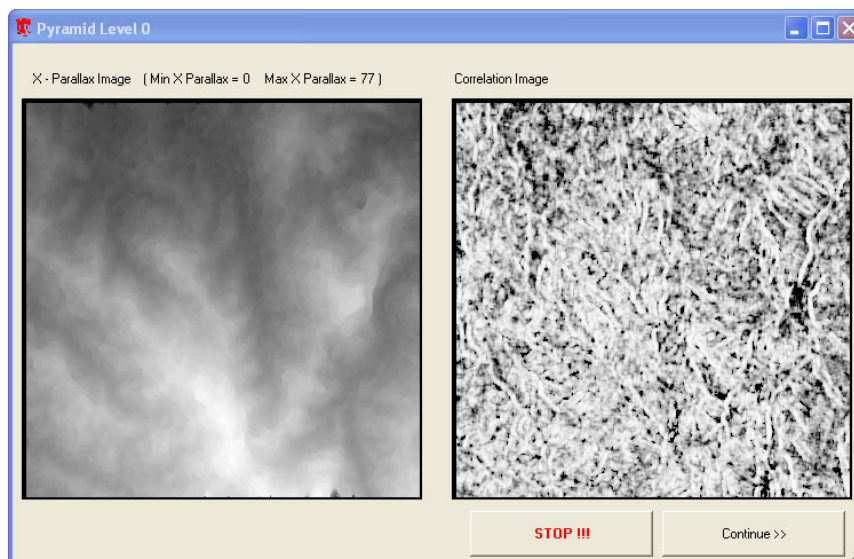 Pyramid Level 0
X - Parallax Image ( Min X Parallax = 0 Max X Parallax = 77 )
Correlation Image
STOP !!!
Continue >>